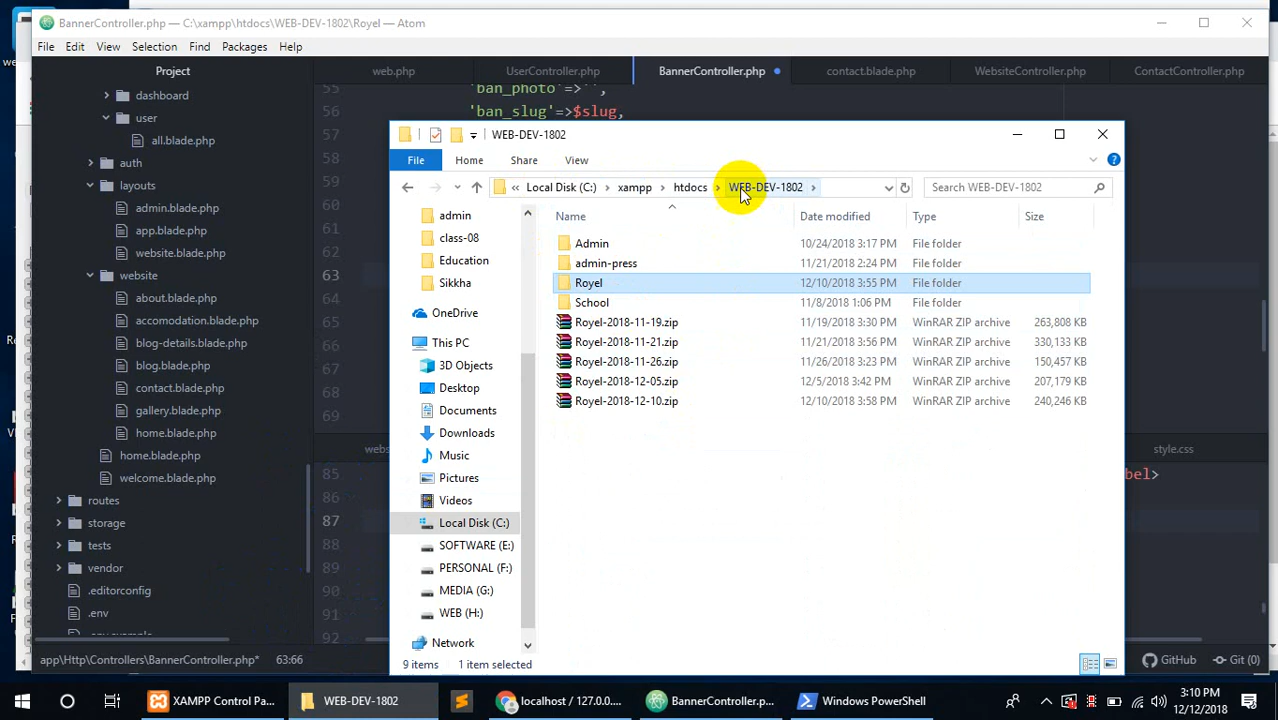 BannerController.php — C:\xampp\htdocs\WEB-DEV-1802\Royel — Atom
File Edit View Selection Find Packages Help
Project
web.php UserController.php BannerController.php contact.blade.php WebsiteController.php ContactController.php
dashboard
user
all.blade.php
auth
layouts
admin.blade.php
app.blade.php
website.blade.php
website
about.blade.php
accomodation.blade.php
blog-details.blade.php
blog.blade.php
contact.blade.php
gallery.blade.php
home.blade.php
home.blade.php
welcome.blade.php
routes
storage
tests
vendor
.editorconfig
.env
55 'ban_photo'=>'',
56 'ban_slug'=>$slug,
57
58
59
60
61
62
63
64
65
66
67
68
69
style.css
85
86
87
88
89
90
91
92
WEB-DEV-1802
File Home Share View
« Local Disk (C:) › xampp › htdocs › WEB-DEV-1802 ›
Search WEB-DEV-1802
admin
class-08
Education
Sikkha
OneDrive
This PC
3D Objects
Desktop
Documents
Downloads
Music
Pictures
Videos
Local Disk (C:)
SOFTWARE (E:)
PERSONAL (F:)
MEDIA (G:)
WEB (H:)
Network
Name Date modified Type Size
Admin 10/24/2018 3:17 PM File folder
admin-press 11/21/2018 2:24 PM File folder
Royel 12/10/2018 3:55 PM File folder
School 11/8/2018 1:06 PM File folder
Royel-2018-11-19.zip 11/19/2018 3:30 PM WinRAR ZIP archive 263,808 KB
Royel-2018-11-21.zip 11/21/2018 3:56 PM WinRAR ZIP archive 330,133 KB
Royel-2018-11-26.zip 11/26/2018 3:23 PM WinRAR ZIP archive 150,457 KB
Royel-2018-12-05.zip 12/5/2018 3:42 PM WinRAR ZIP archive 207,179 KB
Royel-2018-12-10.zip 12/10/2018 3:58 PM WinRAR ZIP archive 240,246 KB
9 items 1 item selected
app\Http\Controllers\BannerController.php* 63:66
GitHub Git (0)
XAMPP Control Pa... WEB-DEV-1802 localhost / 127.0.0.... BannerController.p... Windows PowerShell
3:10 PM
12/12/2018